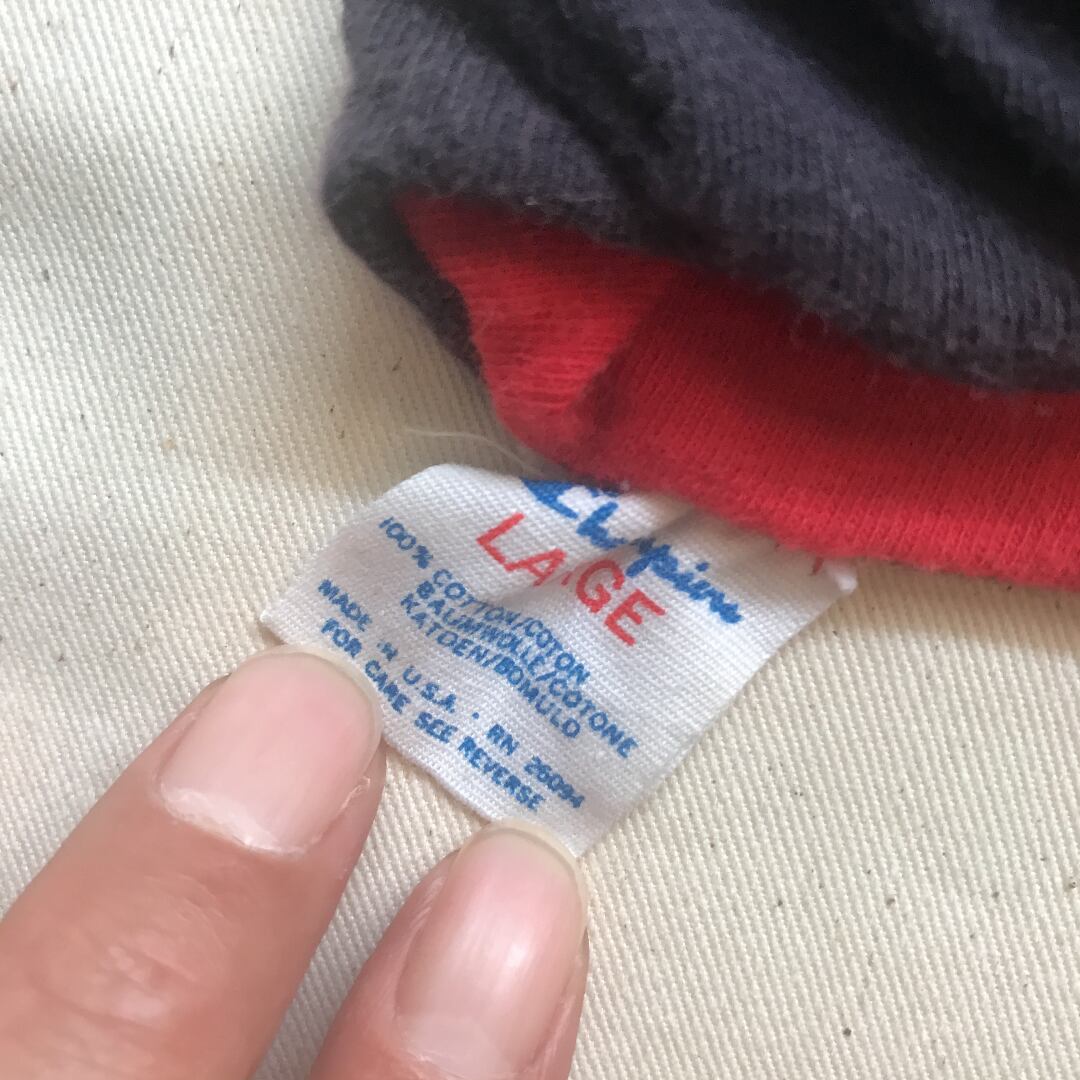 Champion
LARGE
100% COTTON/COTON
BAUMWOLLE/COTONE
KATOEN/BOMULD
MADE IN U.S.A. · RN 26094
FOR CARE SEE REVERSE